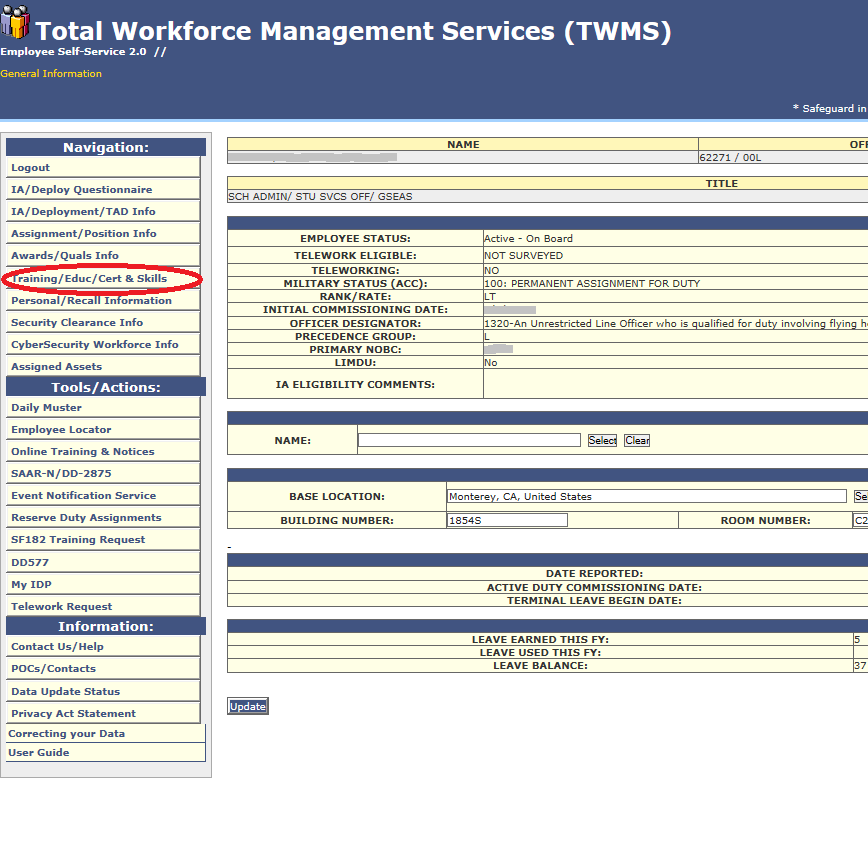 Total Workforce Management Services (TWMS)
Employee Self-Service 2.0 //
General Information
* Safeguard in
Navigation:
Logout
IA/Deploy Questionnaire
IA/Deployment/TAD Info
Assignment/Position Info
Awards/Quals Info
Training/Educ/Cert & Skills
Personal/Recall Information
Security Clearance Info
CyberSecurity Workforce Info
Assigned Assets
Tools/Actions:
Daily Muster
Employee Locator
Online Training & Notices
SAAR-N/DD-2875
Event Notification Service
Reserve Duty Assignments
SF182 Training Request
DD577
My IDP
Telework Request
Information:
Contact Us/Help
POCs/Contacts
Data Update Status
Privacy Act Statement
Correcting your Data
User Guide
NAME OFF
62271 / 00L
TITLE
SCH ADMIN/ STU SVCS OFF/ GSEAS
EMPLOYEE STATUS: Active - On Board
TELEWORK ELIGIBLE: NOT SURVEYED
TELEWORKING: NO
MILITARY STATUS (ACC): 100: PERMANENT ASSIGNMENT FOR DUTY
RANK/RATE: LT
INITIAL COMMISSIONING DATE:
OFFICER DESIGNATOR: 1320-An Unrestricted Line Officer who is qualified for duty involving flying he
PRECEDENCE GROUP: L
PRIMARY NOBC:
LIMDU: No
IA ELIGIBILITY COMMENTS:
NAME: Select Clear
BASE LOCATION: Monterey, CA, United States Se
BUILDING NUMBER: 1854S ROOM NUMBER: C2
-
DATE REPORTED:
ACTIVE DUTY COMMISSIONING DATE:
TERMINAL LEAVE BEGIN DATE:
LEAVE EARNED THIS FY: 5
LEAVE USED THIS FY:
LEAVE BALANCE: 37
Update